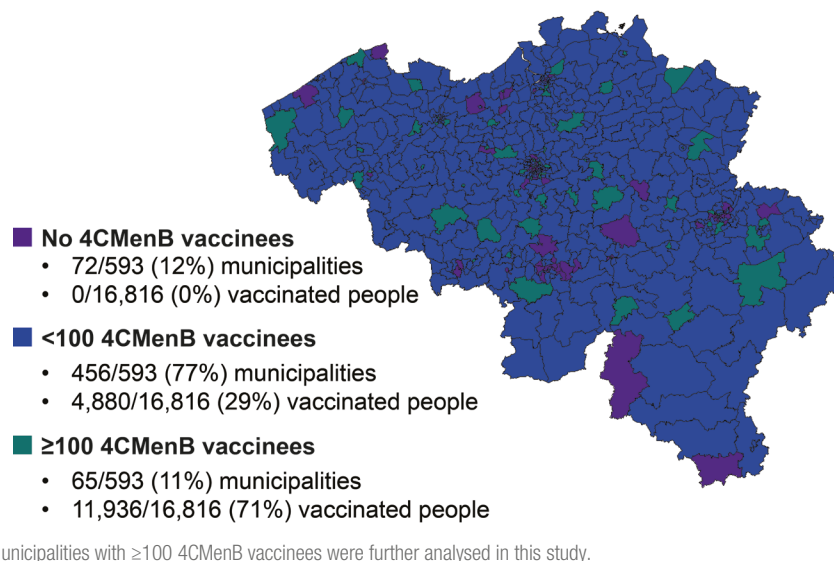 No 4CMenB vaccinees
• 72/593 (12%) municipalities
• 0/16,816 (0%) vaccinated people
<100 4CMenB vaccinees
• 456/593 (77%) municipalities
• 4,880/16,816 (29%) vaccinated people
≥100 4CMenB vaccinees
• 65/593 (11%) municipalities
• 11,936/16,816 (71%) vaccinated people
unicipalities with ≥100 4CMenB vaccinees were further analysed in this study.